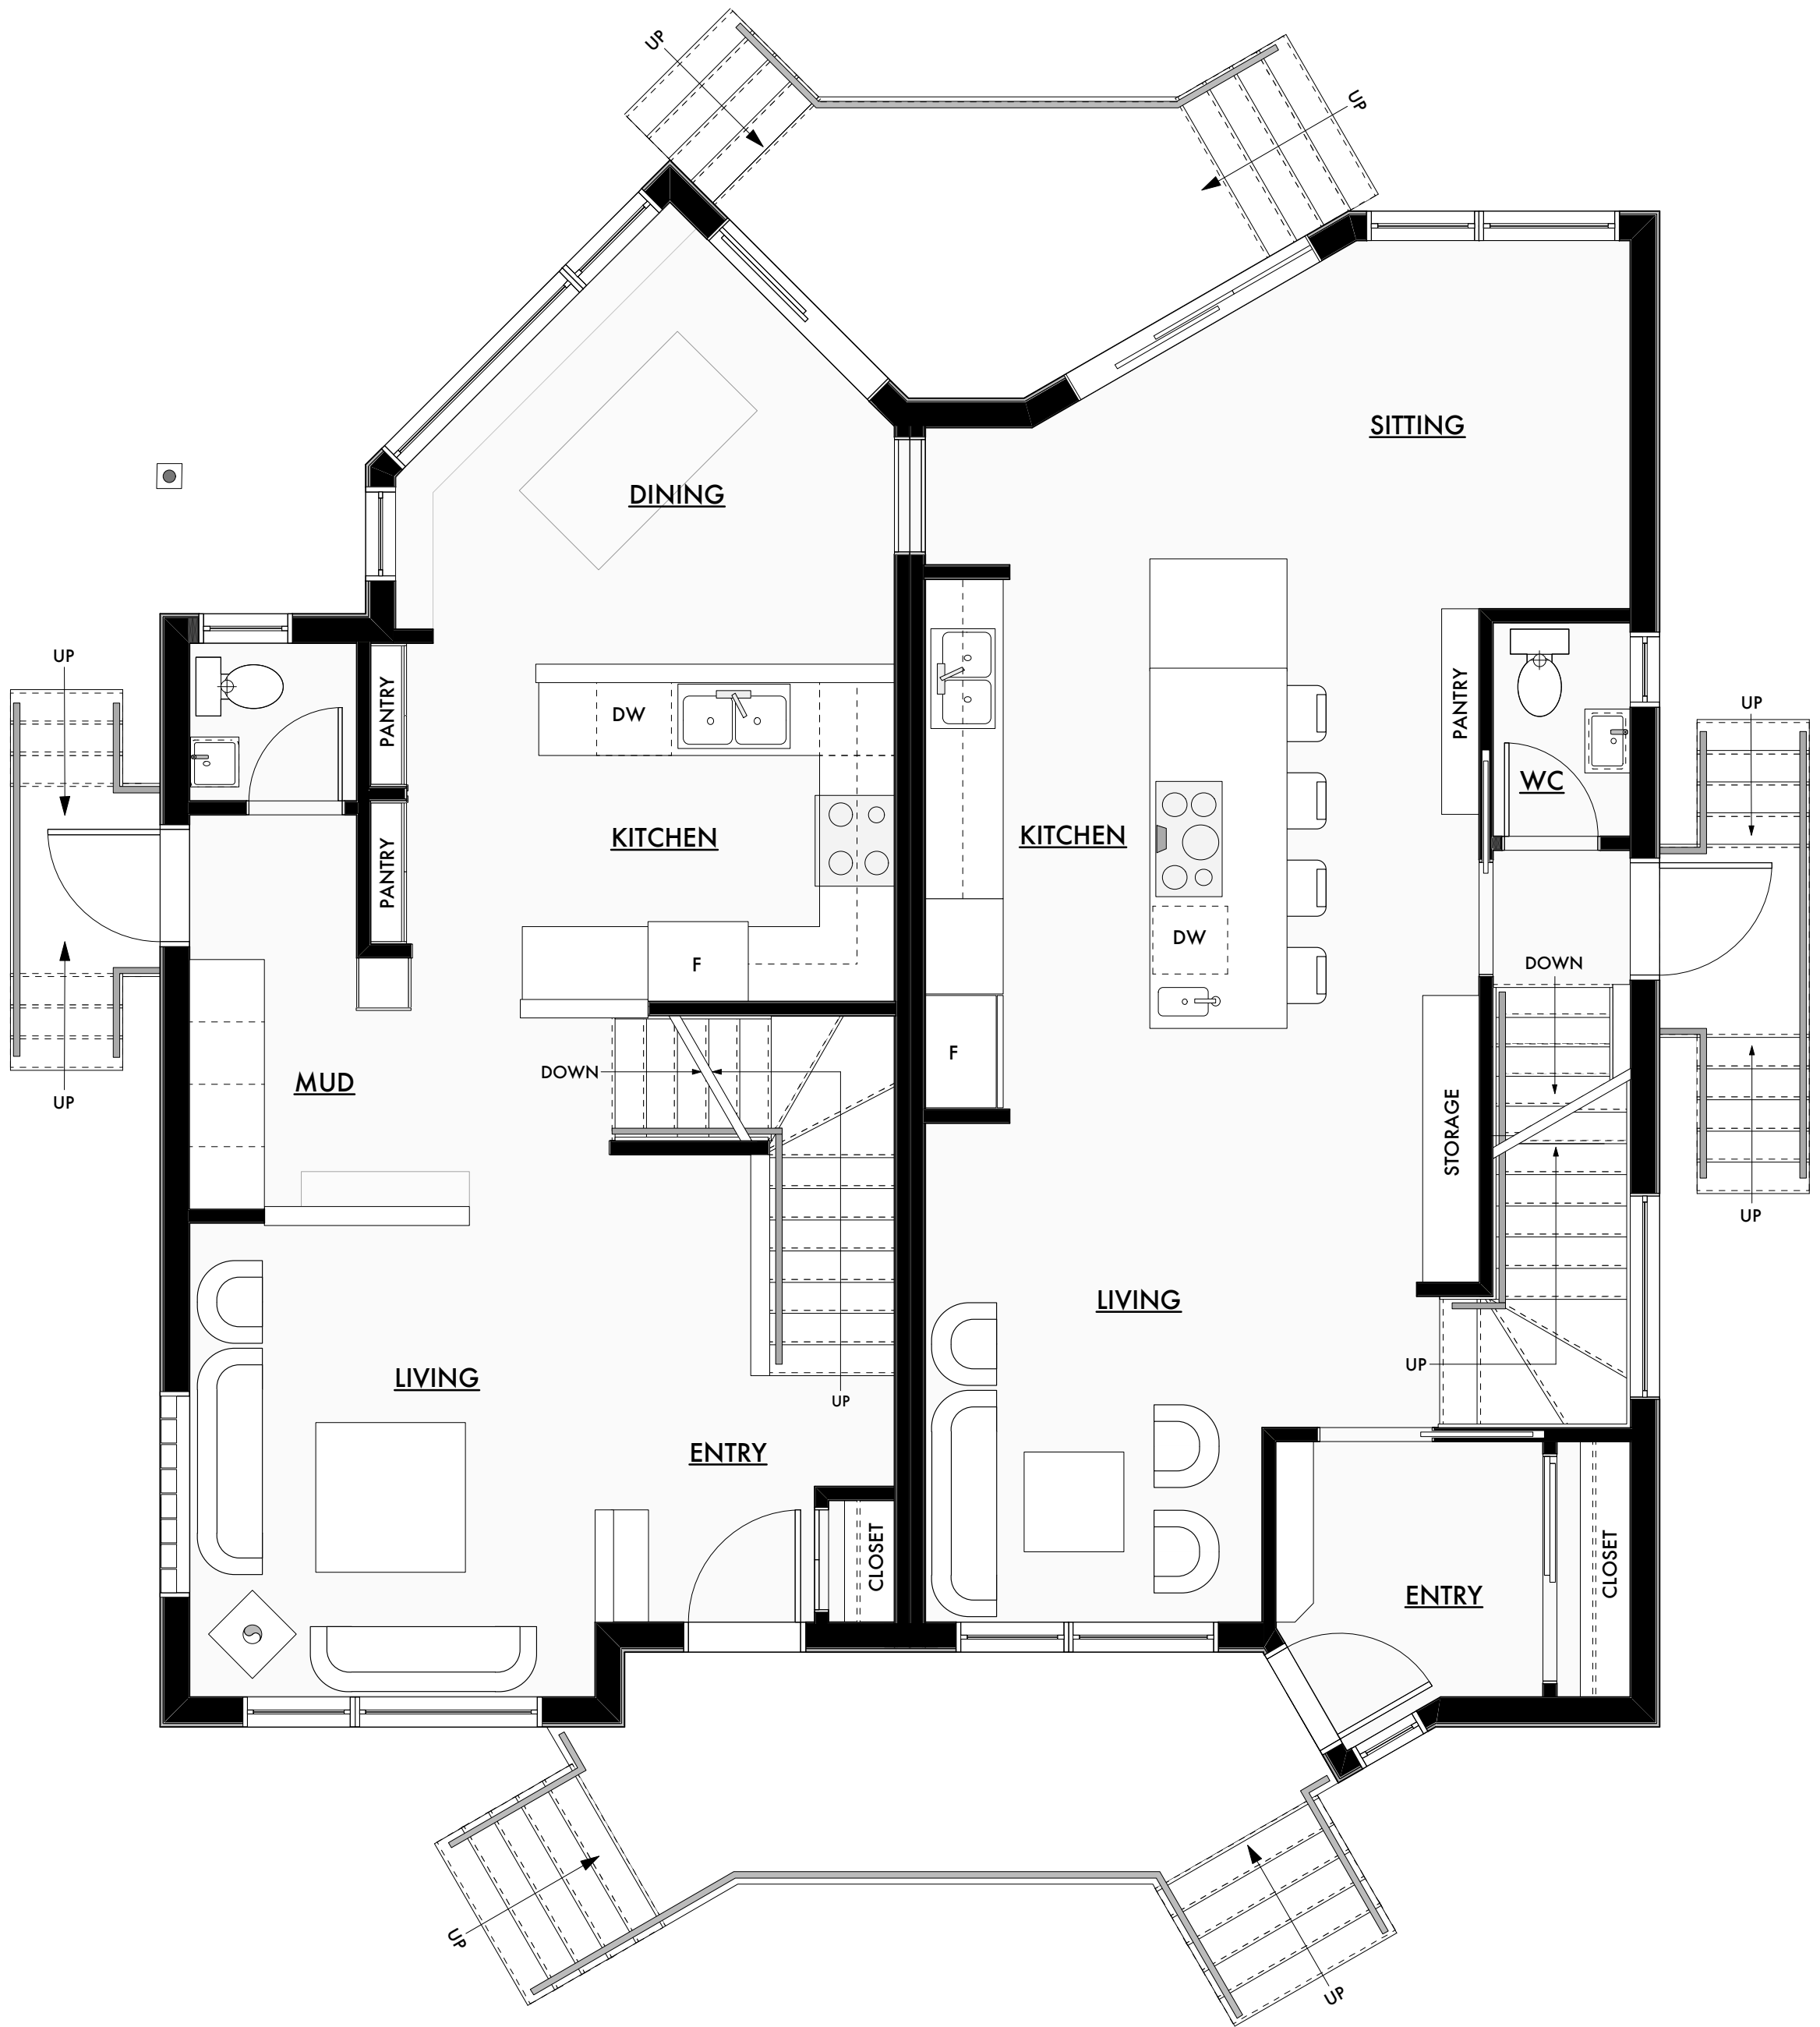 UP
UP
SITTING
DINING
UP
PANTRY
DW
PANTRY
UP
WC
KITCHEN
KITCHEN
PANTRY
DW
F
DOWN
F
DOWN
MUD
UP
STORAGE
UP
LIVING
UP
LIVING
UP
ENTRY
CLOSET
CLOSET
ENTRY
UP
UP